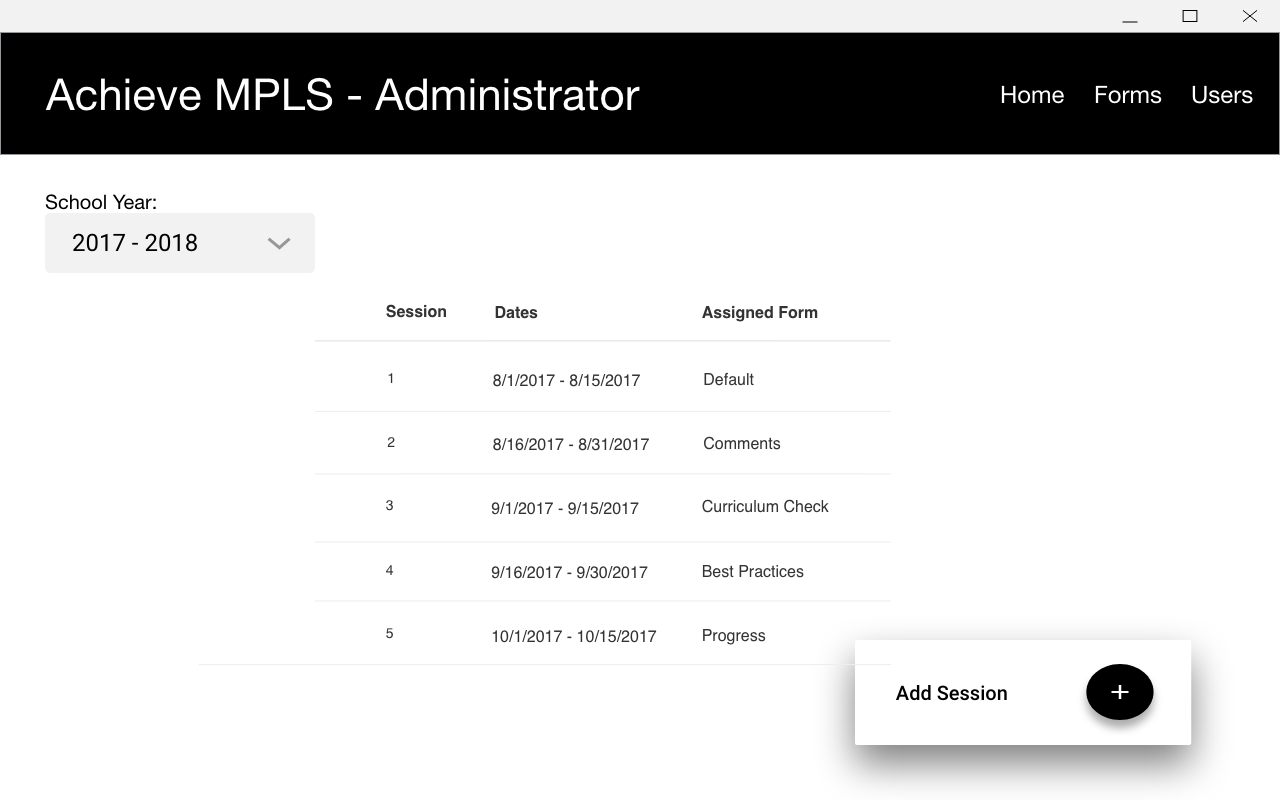 Achieve MPLS - Administrator Home Forms Users
School Year:
2017 - 2018
Session Dates Assigned Form
1 8/1/2017 - 8/15/2017 Default
2 8/16/2017 - 8/31/2017 Comments
3 9/1/2017 - 9/15/2017 Curriculum Check
4 9/16/2017 - 9/30/2017 Best Practices
5 10/1/2017 - 10/15/2017 Progress
Add Session +